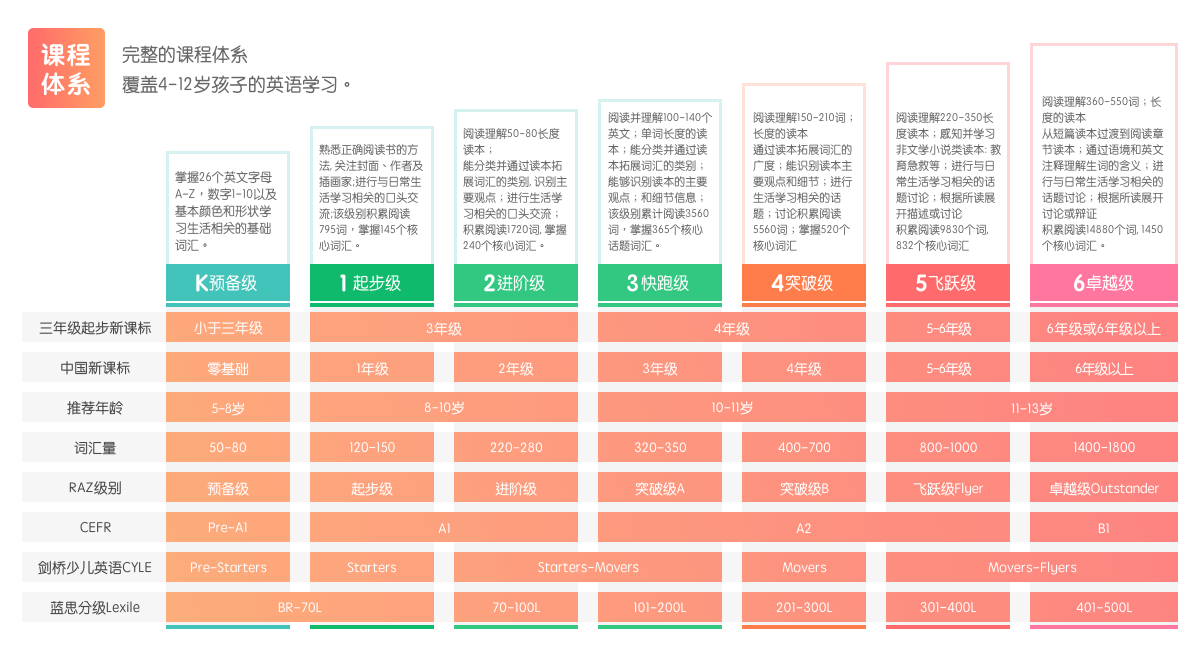 课程
体系
完整的课程体系
覆盖4-12岁孩子的英语学习。
掌握26个英文字母
A-Z，数字1-10以及
基本颜色和形状学
习生活相关的基础
词汇。
K预备级
熟悉正确阅读书的方
法, 关注封面、作者及
插画家;进行与日常生
活学习相关的口头交
流;该级别积累阅读
795词，掌握145个核
心词汇。
1 起步级
阅读理解50-80长度
读本；
能分类并通过读本拓
展词汇的类别, 识别主
要观点；进行生活学
习相关的口头交流；
积累阅读1720词, 掌握
240个核心词汇。
2进阶级
阅读并理解100-140个
英文；单词长度的读
本；能分类并通过读
本拓展词汇的类别；
能够识别读本的主要
观点；和细节信息；
该级别累计阅读3560
词，掌握365个核心
话题词汇。
3快跑级
阅读理解150-210词；
长度的读本
通过读本拓展词汇的
广度；能识别读本主
要观点和细节；进行
生活学习相关的话
题；讨论积累阅读
5560词；掌握520个
核心词汇
4突破级
阅读理解220-350长
度读本；感知并学习
非文学小说类读本: 教
育急救等；进行与日
常生活学习相关的话
题讨论；根据所读展
开描述或讨论
积累阅读9830个词,
832个核心词汇
5飞跃级
阅读理解360-550词；长
度的读本
从短篇读本过渡到阅读章
节读本；通过语境和英文
注释理解生词的含义；进
行与日常生活学习相关的
话题讨论；根据所读展开
讨论或辩证
积累阅读14880个词, 1450
个核心词汇。
6卓越级
三年级起步新课标 小于三年级 3年级 4年级 5-6年级 6年级或6年级以上
中国新课标 零基础 1年级 2年级 3年级 4年级 5-6年级 6年级以上
推荐年龄 5-8岁 8-10岁 10-11岁 11-13岁
词汇量 50-80 120-150 220-280 320-350 400-700 800-1000 1400-1800
RAZ级别 预备级 起步级 进阶级 突破级A 突破级B 飞跃级Flyer 卓越级Outstander
CEFR Pre-A1 A1 A2 B1
剑桥少儿英语CYLE Pre-Starters Starters Starters-Movers Movers Movers-Flyers
蓝思分级Lexile BR-70L 70-100L 101-200L 201-300L 301-400L 401-500L